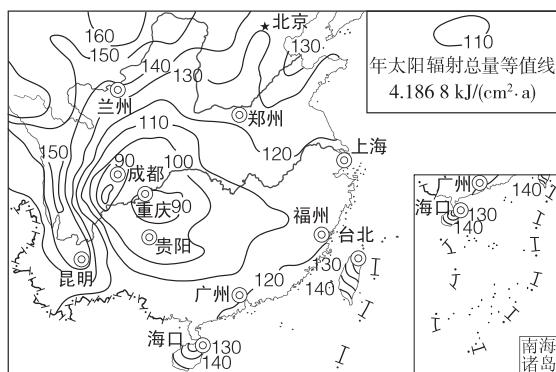 160
150
北京
140
130
130
兰州
郑州
110
120
上海
150
90
成都
100
重庆
90
贵阳
福州
台北
昆明
130
140
广州
120
海口
130
140
110
年太阳辐射总量等值线
4.186 8 kJ/(cm²·a)
广州
140
海口
130
140
南海
诸岛